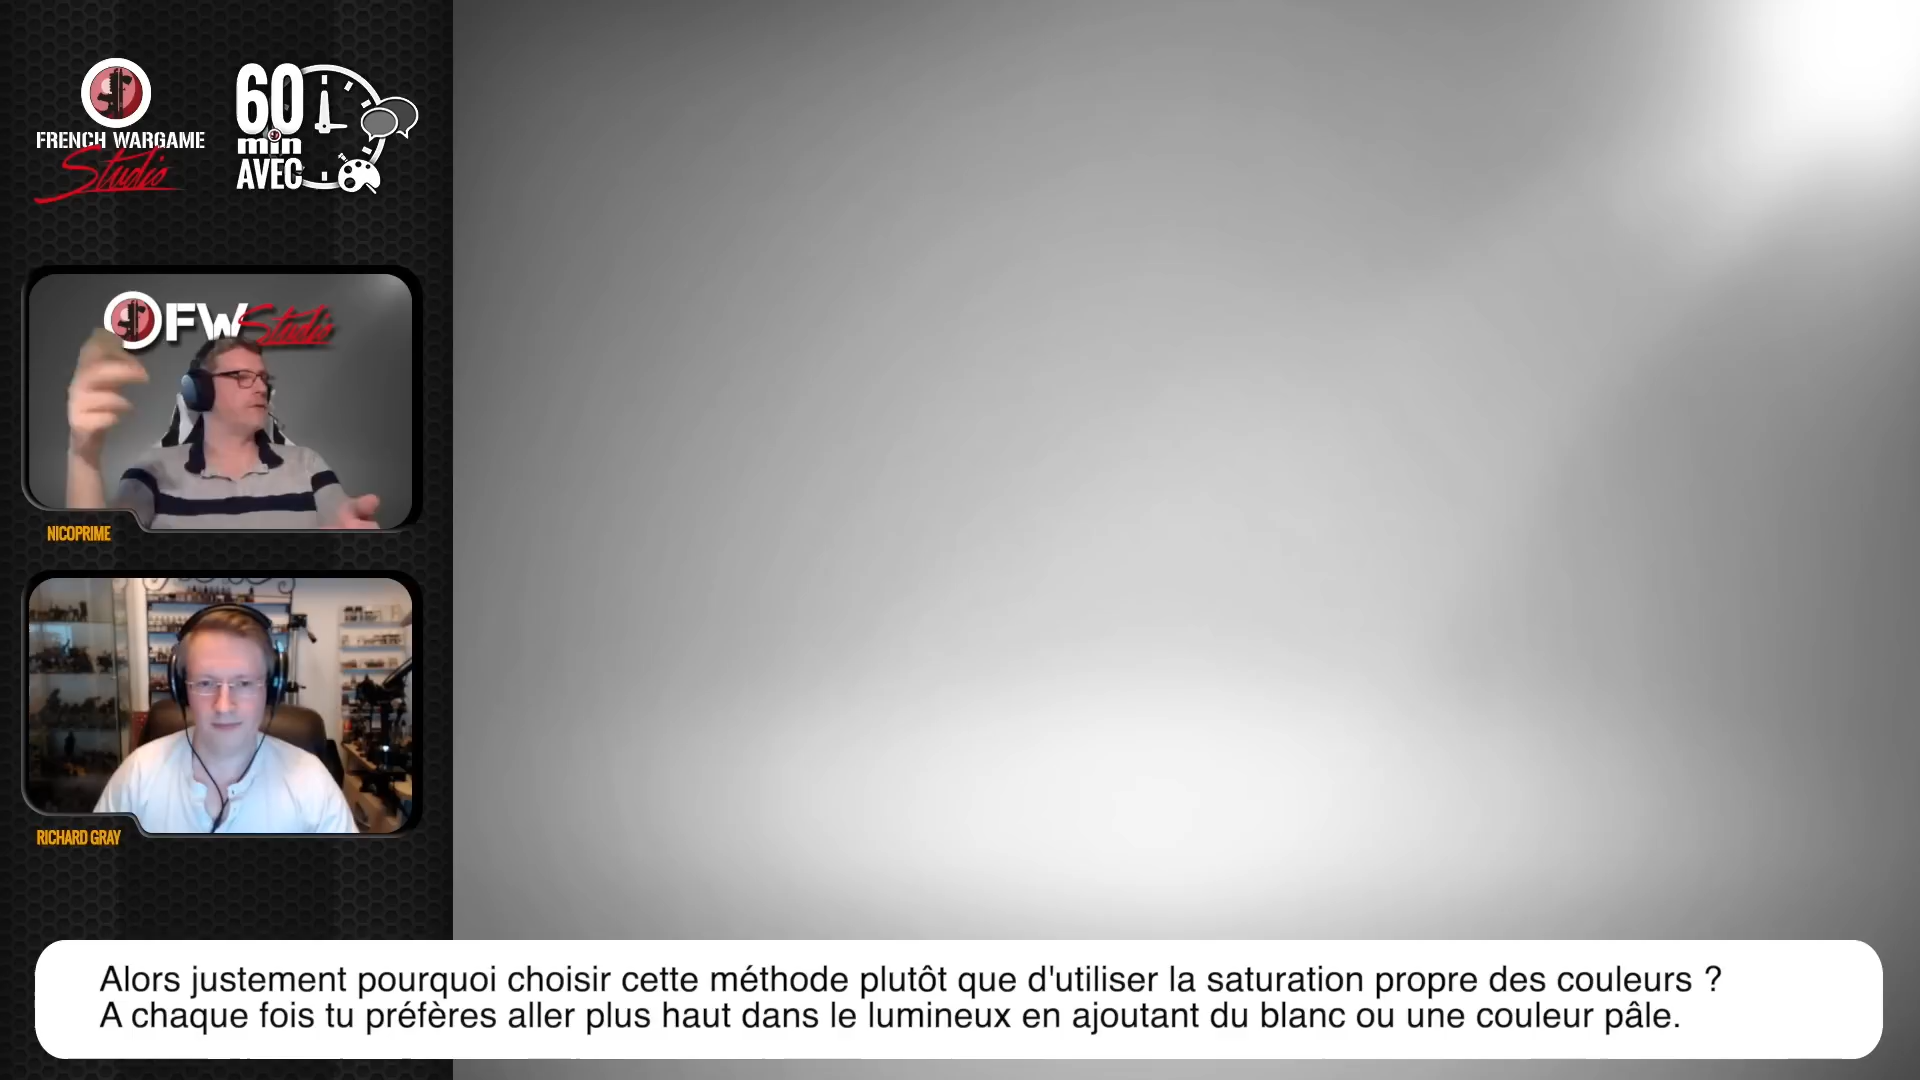 FRENCH WARGAME
Studio
60
min
AVEC
FW Studio
NICOPRIME
RICHARD GRAY
Alors justement pourquoi choisir cette méthode plutôt que d'utiliser la saturation propre des couleurs ?
A chaque fois tu préfères aller plus haut dans le lumineux en ajoutant du blanc ou une couleur pâle.